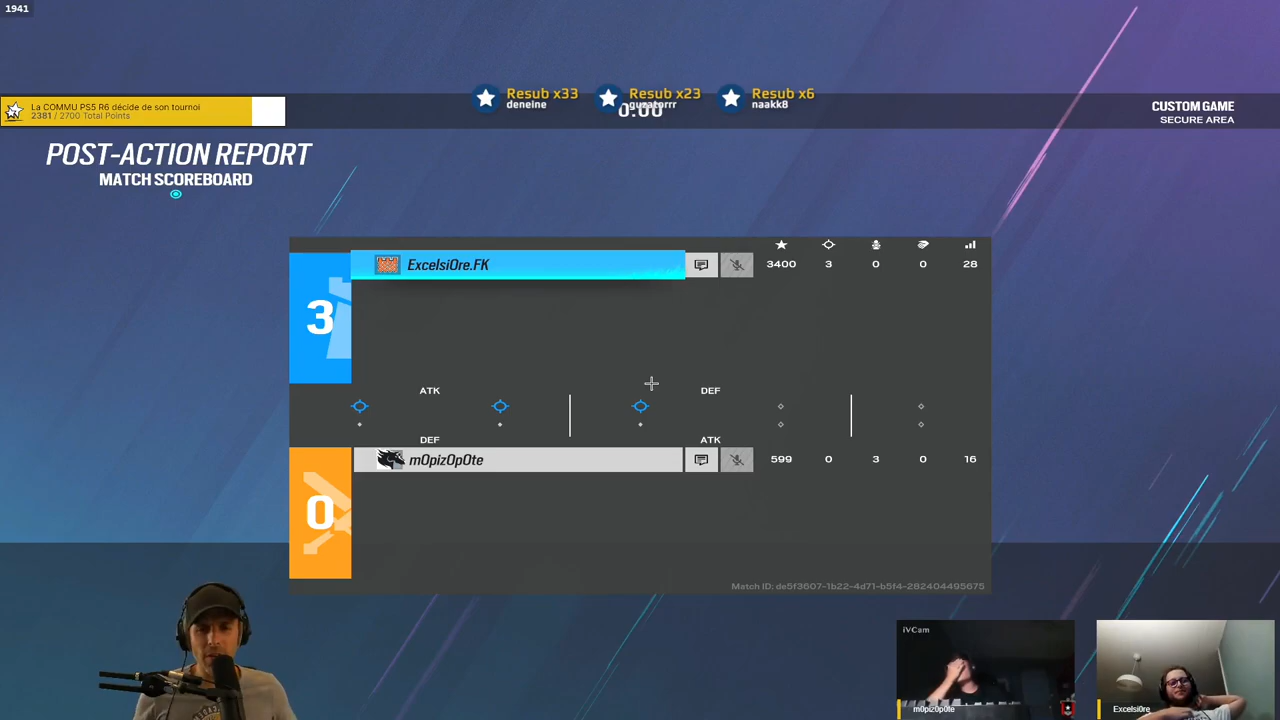 1941
Resub x33
deneine
Resub x23
Resub x6
naakk8
0:00
La COMMU PS5 R6 décide de son tournoi
2381 / 2700 Total Points
CUSTOM GAME
SECURE AREA
POST-ACTION REPORT
MATCH SCOREBOARD
3
ExcelsiOre.FK
3400 3 0 0 28
ATK
DEF
DEF
ATK
0
mOpizOpOte
599 0 3 0 16
Match ID: de5f3607-1b22-4d71-b5f4-282404495675
iVCam
m0piz0p0te
Excelsi0re